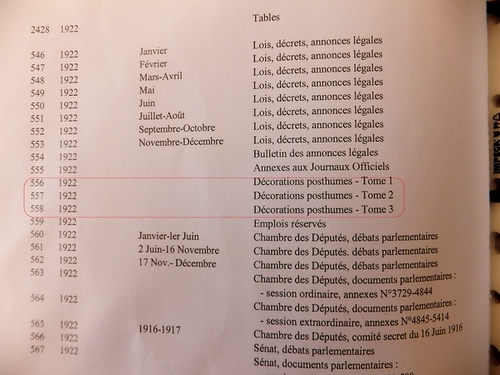 Tables
2428 1922
546 1922 Janvier Lois, décrets, annonces légales
547 1922 Février Lois, décrets, annonces légales
548 1922 Mars-Avril Lois, décrets, annonces légales
549 1922 Mai Lois, décrets, annonces légales
550 1922 Juin Lois, décrets, annonces légales
551 1922 Juillet-Août Lois, décrets, annonces légales
552 1922 Septembre-Octobre Lois, décrets, annonces légales
553 1922 Novembre-Décembre Lois, décrets, annonces légales
554 1922 Bulletin des annonces légales
555 1922 Annexes aux Journaux Officiels
556 1922 Décorations posthumes - Tome 1
557 1922 Décorations posthumes - Tome 2
558 1922 Décorations posthumes - Tome 3
559 1922 Emplois réservés
560 1922 Janvier-1er Juin Chambre des Députés, débats parlementaires
561 1922 2 Juin-16 Novembre Chambre des Députés. débats parlementaires
562 1922 17 Nov.- Décembre Chambre des Députés, débats parlementaires
563 1922 Chambre des Députés, documents parlementaires :
- session ordinaire, annexes N°3729-4844
564 1922 Chambre des Députés, documents parlementaires :
- session extraordinaire, annexes N°4845-5414
565 1922 1916-1917 Chambre des Députés, comité secret du 16 Juin 1916
566 1922 Sénat, débats parlementaires
567 1922 Sénat, documents parlementaires :